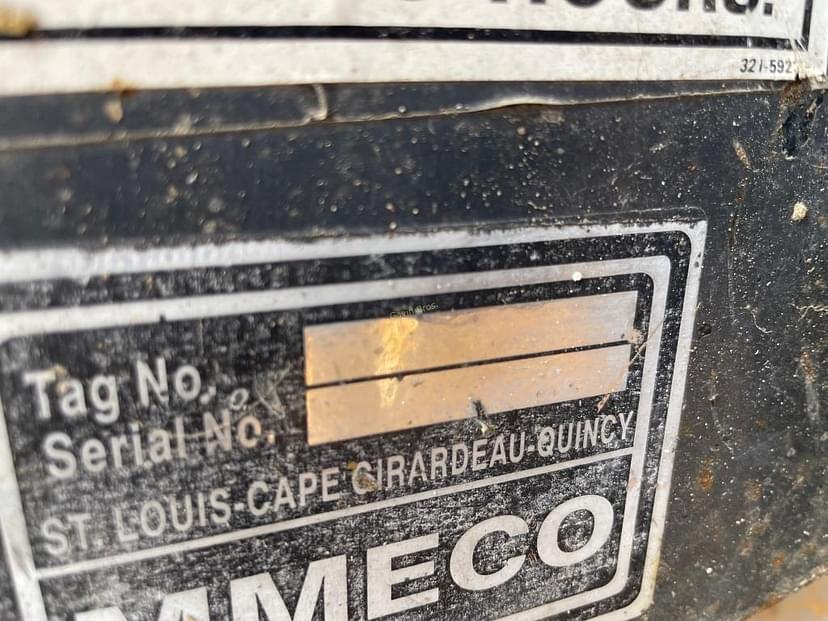 321-592
Tag No.
Serial No.
ST. LOUIS-CAPE GIRARDEAU-QUINCY
MMECO